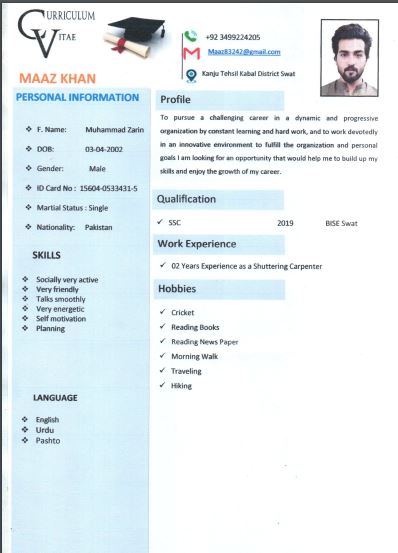 CURRICULUM
VITAE
+92 3499224205
Maaz83242@gmail.com
Kanju Tehsil Kabal District Swat
MAAZ KHAN
PERSONAL INFORMATION
F. Name: Muhammad Zarin
DOB: 03-04-2002
Gender: Male
ID Card No : 15604-0533431-5
Martial Status : Single
Nationality: Pakistan
SKILLS
Socially very active
Very friendly
Talks smoothly
Very energetic
Self motivation
Planning
LANGUAGE
English
Urdu
Pashto
Profile
To pursue a challenging career in a dynamic and progressive
organization by constant learning and hard work, and to work devotedly
in an innovative environment to fulfill the organization and personal
goals I am looking for an opportunity that would help me to build up my
skills and enjoy the growth of my career.
Qualification
SSC 2019 BISE Swat
Work Experience
02 Years Experience as a Shuttering Carpenter
Hobbies
Cricket
Reading Books
Reading News Paper
Morning Walk
Traveling
Hiking